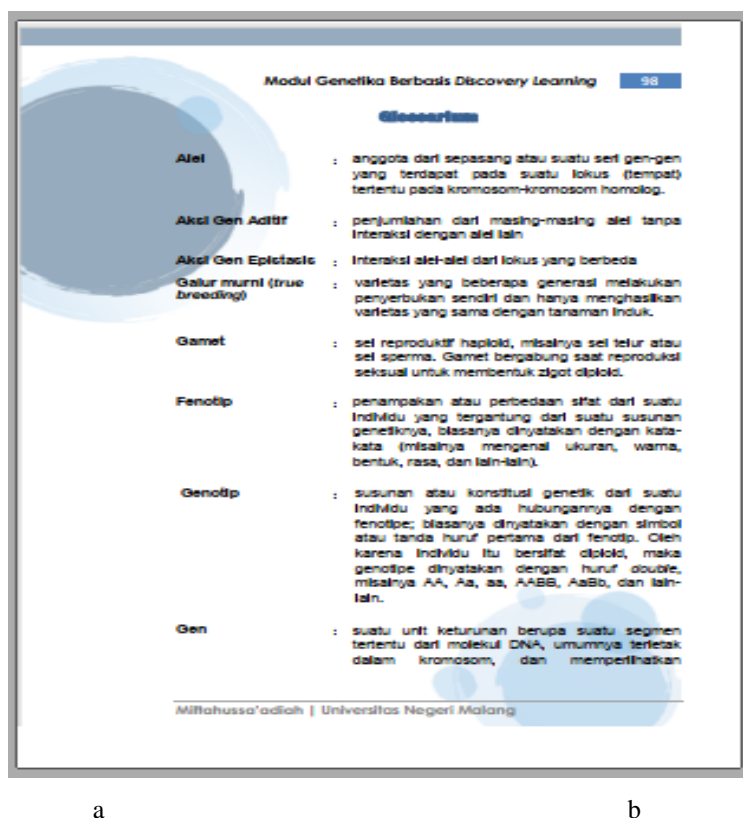 Modul Genetika Berbasis Discovery Learning 98
Glossarium
Alel : anggota dari sepasang atau suatu seri gen-gen
yang terdapat pada suatu lokus (tempat)
tertentu pada kromosom-kromosom homolog.
Aksi Gen Aditif : penjumlahan dari masing-masing alel tanpa
interaksi dengan alel lain
Aksi Gen Epistasis : interaksi alel-alel dari lokus yang berbeda
Galur murni (true : varietas yang beberapa generasi melakukan
breeding) penyerbukan sendiri dan hanya menghasilkan
varietas yang sama dengan tanaman induk.
Gamet : sel reproduktif haploid, misalnya sel telur atau
sel sperma. Gamet bergabung saat reproduksi
seksual untuk membentuk zigot diploid.
Fenotip : penampakan atau perbedaan sifat dari suatu
individu yang tergantung dari suatu susunan
genetiknya, biasanya dinyatakan dengan kata-
kata (misalnya mengenai ukuran, warna,
bentuk, rasa, dan lain-lain).
Genotip : susunan atau konstitusi genetik dari suatu
individu yang ada hubungannya dengan
fenotipe; biasanya dinyatakan dengan simbol
atau tanda huruf pertama dari fenotip. Oleh
karena individu itu bersifat diploid, maka
genotipe dinyatakan dengan huruf double,
misalnya AA, Aa, aa, AABB, AaBb, dan lain-
lain.
Gen : suatu unit keturunan berupa suatu segmen
tertentu dari molekul DNA, umumnya terletak
dalam kromosom, dan memperlihatkan
Miftahussa'adiah | Universitas Negeri Malang
a b